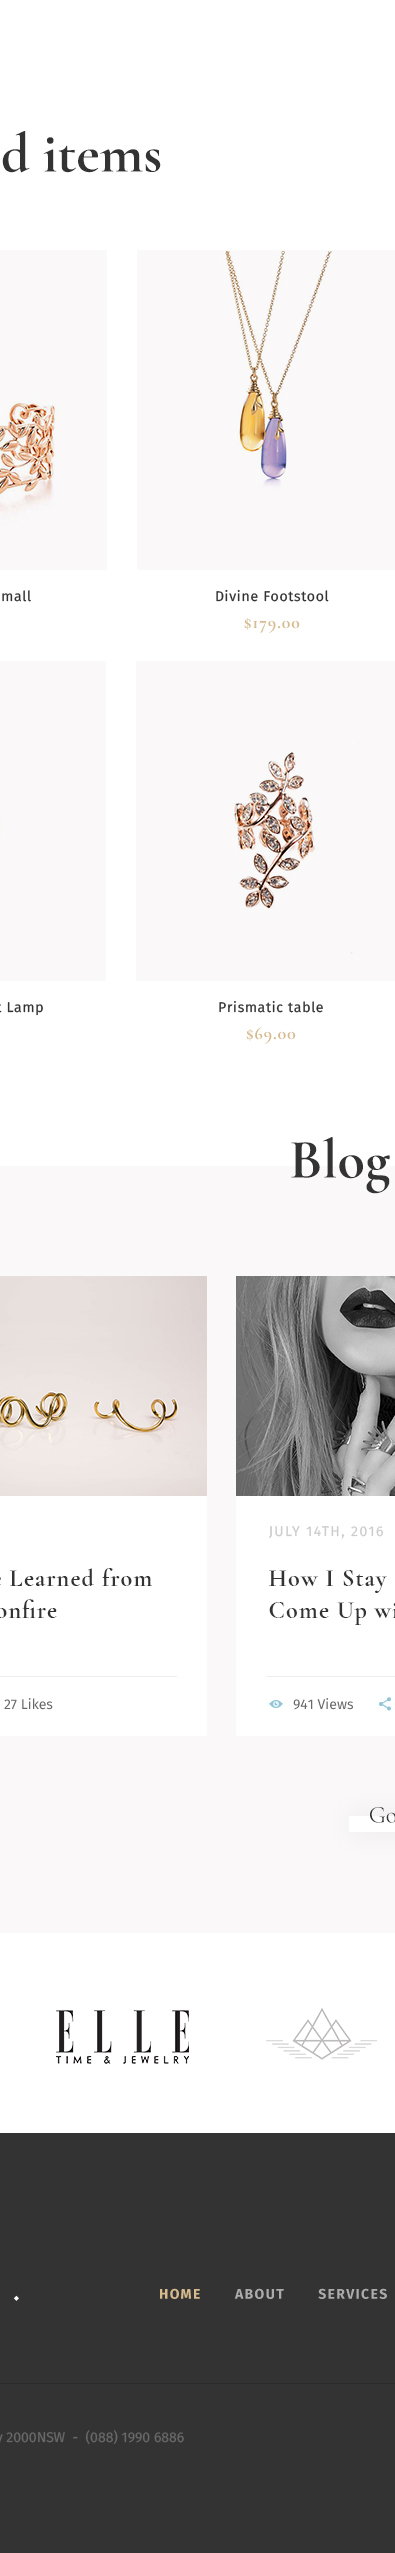 d items
mall
Divine Footstool
$179.00
Lamp
Prismatic table
$69.00
Blog
Learned from
onfire
27 Likes
JULY 14TH, 2016
How I Stay
Come Up wi
941 Views
Go
ELLE
TIME & JEWELRY
HOME ABOUT SERVICES
2000NSW - (088) 1990 6886